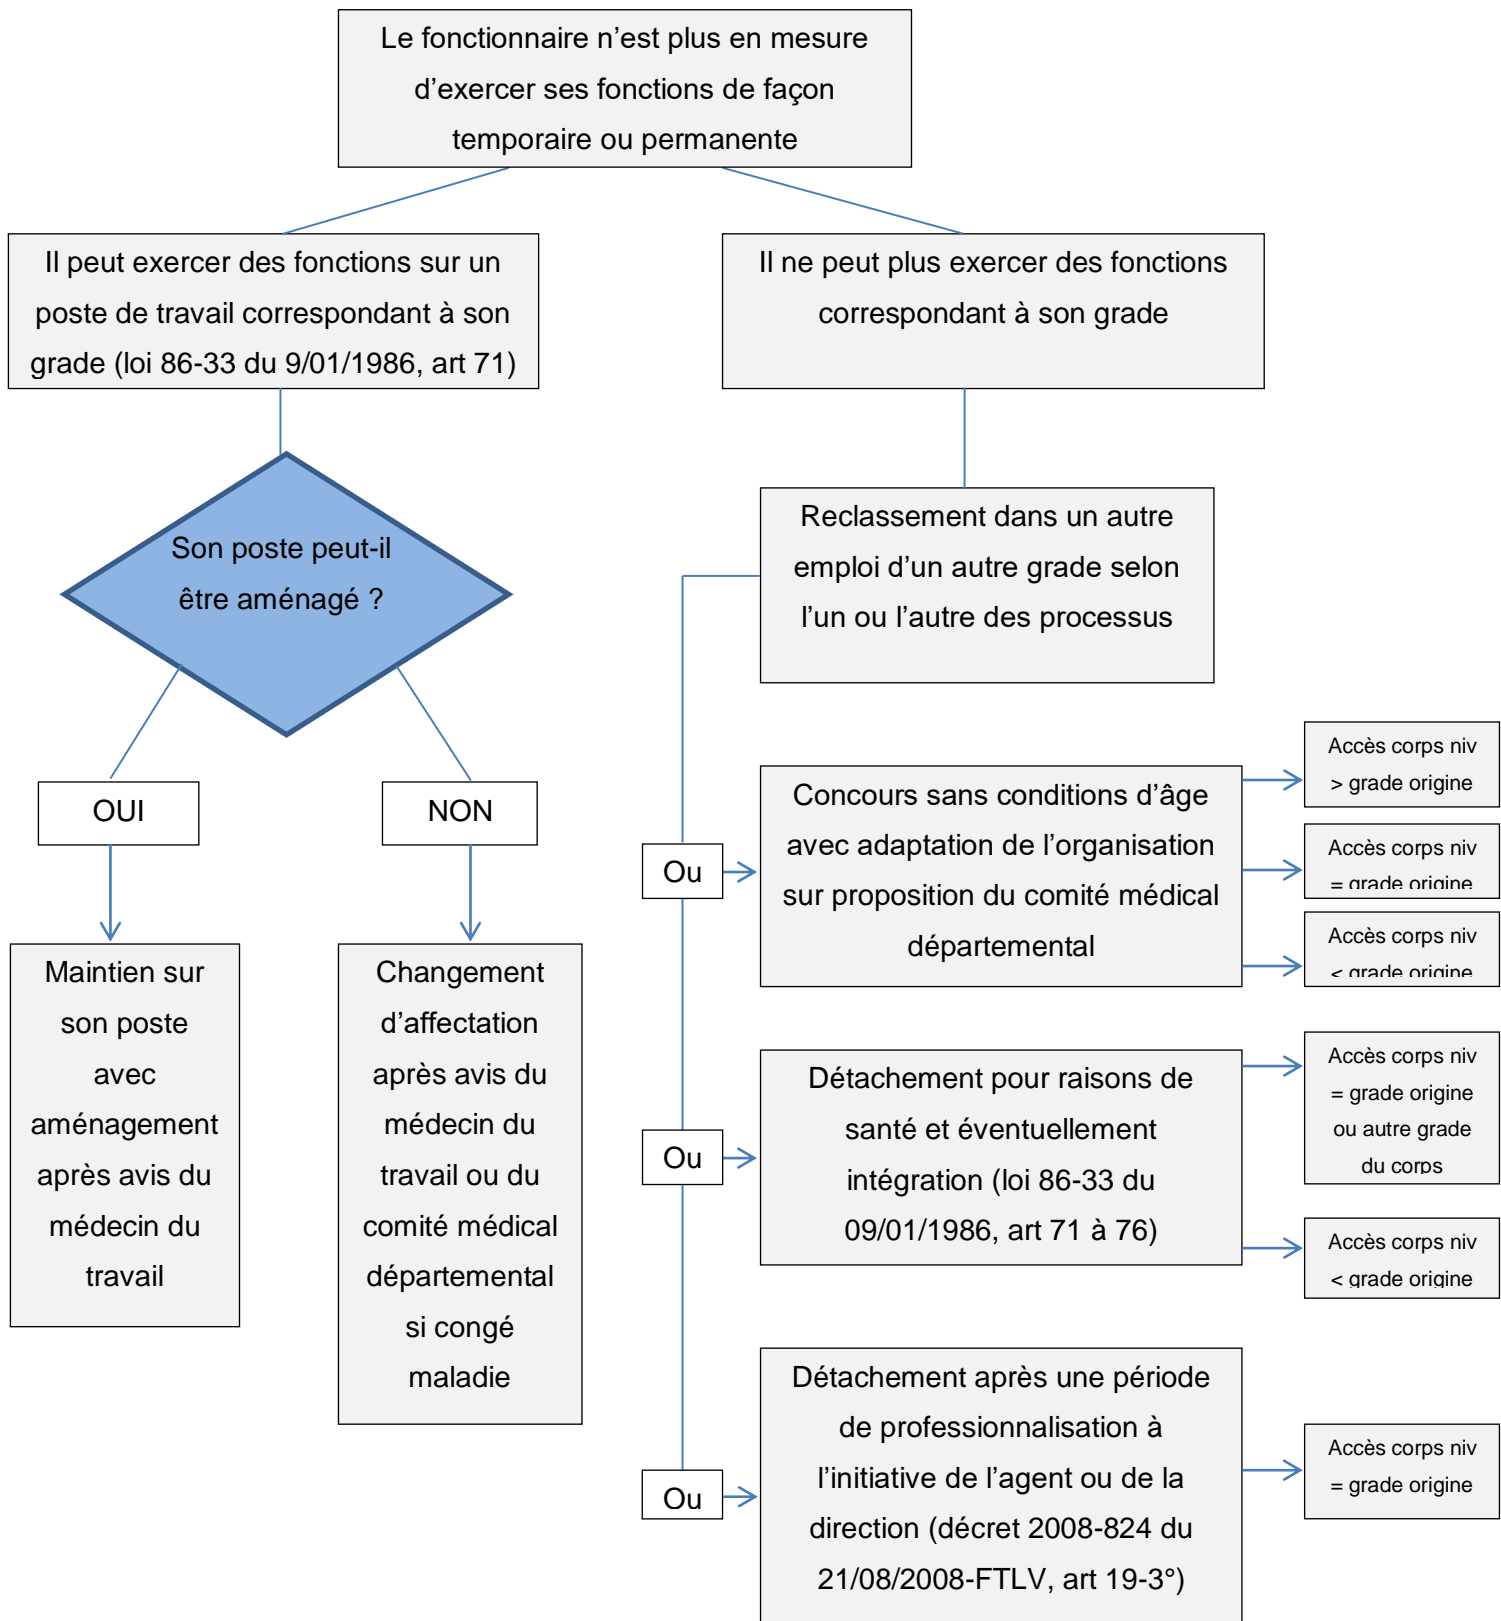 Le fonctionnaire n’est plus en mesure
d’exercer ses fonctions de façon
temporaire ou permanente
Il peut exercer des fonctions sur un
poste de travail correspondant à son
grade (loi 86-33 du 9/01/1986, art 71)
Il ne peut plus exercer des fonctions
correspondant à son grade
Son poste peut-il
être aménagé ?
OUI
NON
Maintien sur
son poste
avec
aménagement
après avis du
médecin du
travail
Changement
d’affectation
après avis du
médecin du
travail ou du
comité médical
départemental
si congé
maladie
Reclassement dans un autre
emploi d’un autre grade selon
l’un ou l’autre des processus
Ou
Concours sans conditions d’âge
avec adaptation de l’organisation
sur proposition du comité médical
départemental
Accès corps niv
> grade origine
Accès corps niv
= grade origine
Accès corps niv
< grade origine
Ou
Détachement pour raisons de
santé et éventuellement
intégration (loi 86-33 du
09/01/1986, art 71 à 76)
Accès corps niv
= grade origine
ou autre grade
du corps
Accès corps niv
< grade origine
Ou
Détachement après une période
de professionnalisation à
l’initiative de l’agent ou de la
direction (décret 2008-824 du
21/08/2008-FTLV, art 19-3°)
Accès corps niv
= grade origine